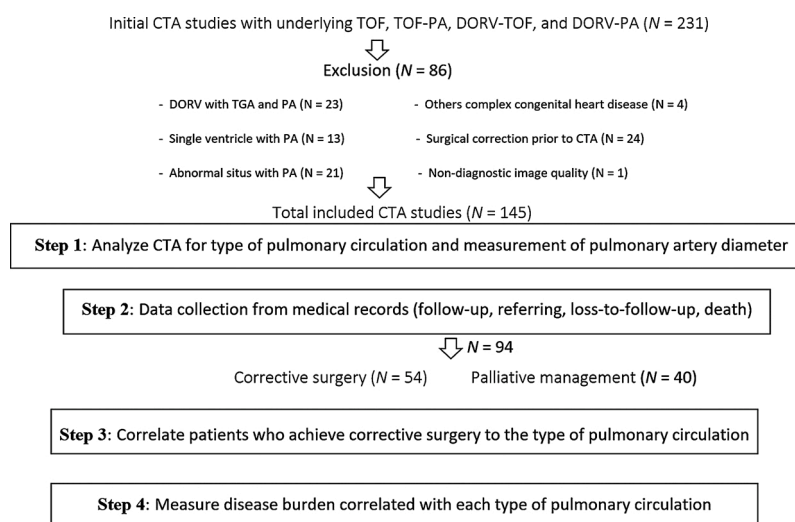 Initial CTA studies with underlying TOF, TOF-PA, DORV-TOF, and DORV-PA (N = 231)
Exclusion (N = 86)
- DORV with TGA and PA (N = 23)
- Others complex congenital heart disease (N = 4)
- Single ventricle with PA (N = 13)
- Surgical correction prior to CTA (N = 24)
- Abnormal situs with PA (N = 21)
- Non-diagnostic image quality (N = 1)
Total included CTA studies (N = 145)
Step 1: Analyze CTA for type of pulmonary circulation and measurement of pulmonary artery diameter
Step 2: Data collection from medical records (follow-up, referring, loss-to-follow-up, death)
N = 94
Corrective surgery (N = 54) Palliative management (N = 40)
Step 3: Correlate patients who achieve corrective surgery to the type of pulmonary circulation
Step 4: Measure disease burden correlated with each type of pulmonary circulation